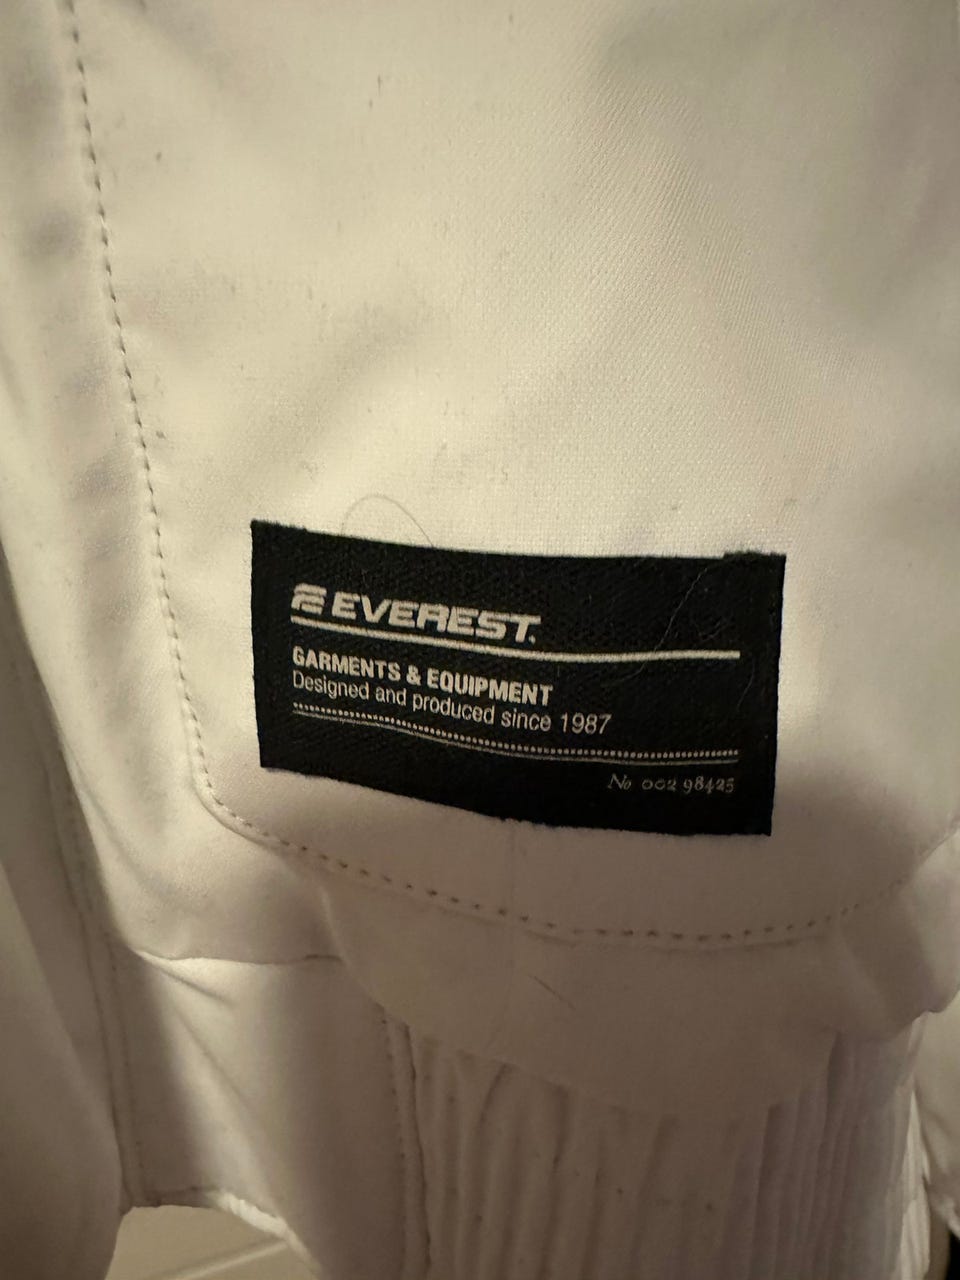 EVEREST.
GARMENTS & EQUIPMENT
Designed and produced since 1987
No 002 98425